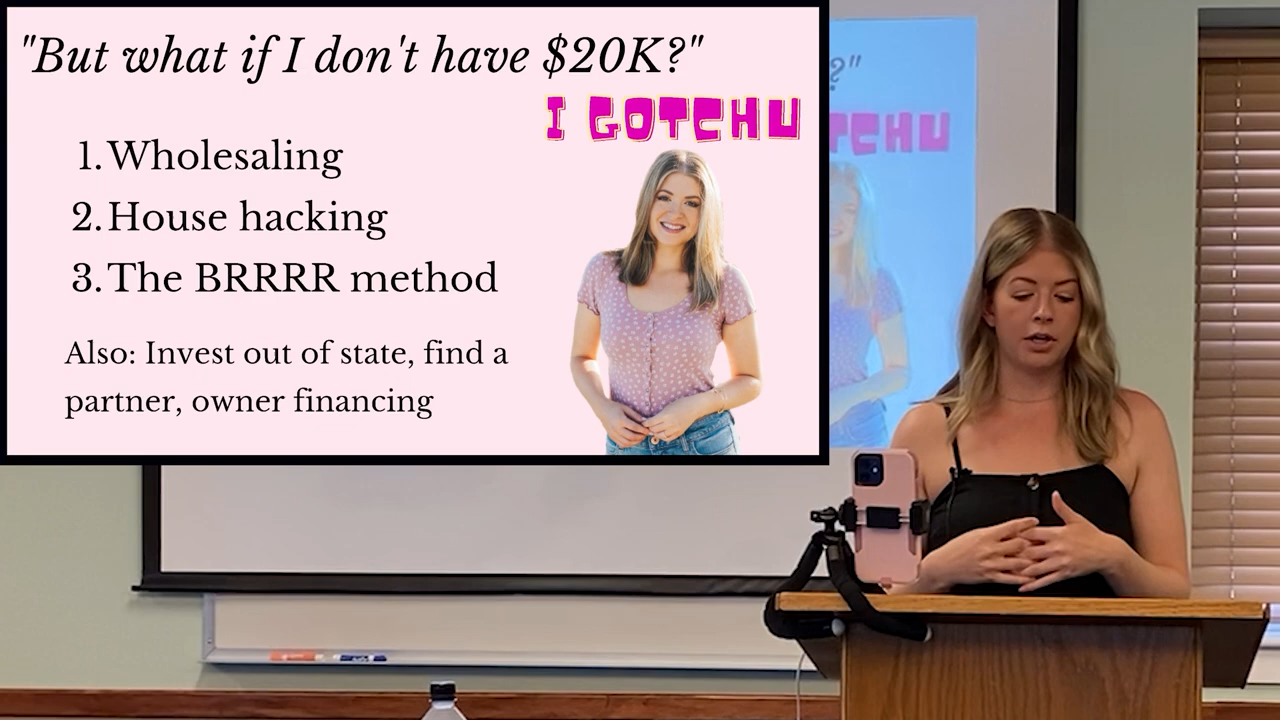 "But what if I don't have $20K?"
I GOTCHU
1. Wholesaling
2. House hacking
3. The BRRRR method
Also: Invest out of state, find a
partner, owner financing
?"
TCHU